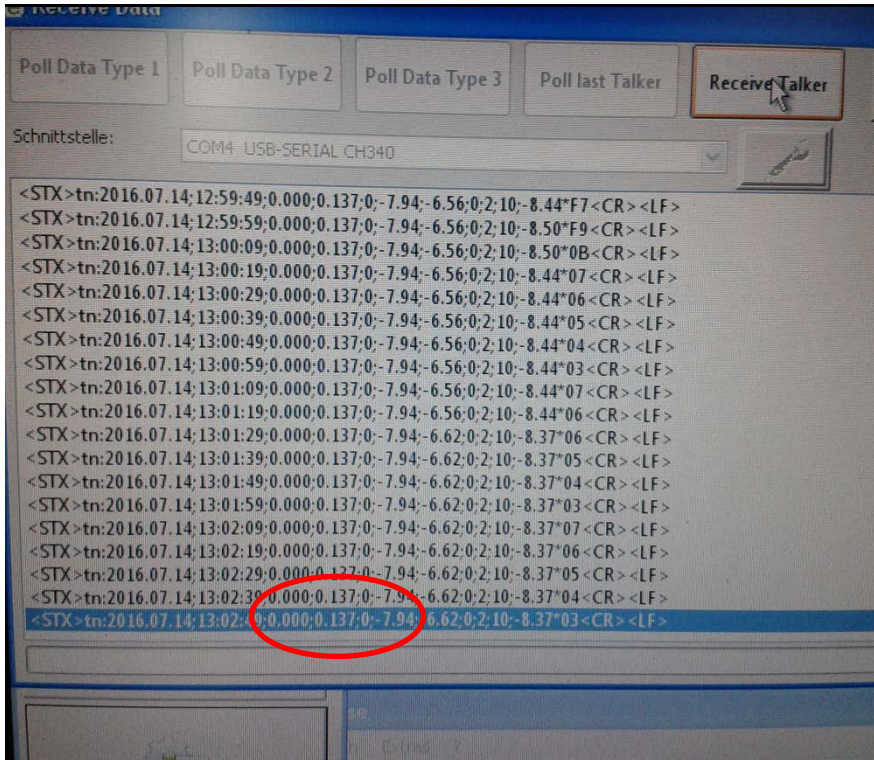 Receive Data
Poll Data Type 1
Poll Data Type 2
Poll Data Type 3
Poll last Talker
Receive Talker
Schnittstelle:
COM4 USB-SERIAL CH340
<STX>tn:2016.07.14;12:59:49;0.000;0.137;0;-7.94;-6.56;0;2;10;-8.44*F7<CR><LF>
<STX>tn:2016.07.14;12:59:59;0.000;0.137;0;-7.94;-6.56;0;2;10;-8.50*F9<CR><LF>
<STX>tn:2016.07.14;13:00:09;0.000;0.137;0;-7.94;-6.56;0;2;10;-8.50*0B<CR><LF>
<STX>tn:2016.07.14;13:00:19;0.000;0.137;0;-7.94;-6.56;0;2;10;-8.44*07<CR><LF>
<STX>tn:2016.07.14;13:00:29;0.000;0.137;0;-7.94;-6.56;0;2;10;-8.44*06<CR><LF>
<STX>tn:2016.07.14;13:00:39;0.000;0.137;0;-7.94;-6.56;0;2;10;-8.44*05<CR><LF>
<STX>tn:2016.07.14;13:00:49;0.000;0.137;0;-7.94;-6.56;0;2;10;-8.44*04<CR><LF>
<STX>tn:2016.07.14;13:00:59;0.000;0.137;0;-7.94;-6.56;0;2;10;-8.44*03<CR><LF>
<STX>tn:2016.07.14;13:01:09;0.000;0.137;0;-7.94;-6.56;0;2;10;-8.44*07<CR><LF>
<STX>tn:2016.07.14;13:01:19;0.000;0.137;0;-7.94;-6.56;0;2;10;-8.44*06<CR><LF>
<STX>tn:2016.07.14;13:01:29;0.000;0.137;0;-7.94;-6.62;0;2;10;-8.37*06<CR><LF>
<STX>tn:2016.07.14;13:01:39;0.000;0.137;0;-7.94;-6.62;0;2;10;-8.37*05<CR><LF>
<STX>tn:2016.07.14;13:01:49;0.000;0.137;0;-7.94;-6.62;0;2;10;-8.37*04<CR><LF>
<STX>tn:2016.07.14;13:01:59;0.000;0.137;0;-7.94;-6.62;0;2;10;-8.37*03<CR><LF>
<STX>tn:2016.07.14;13:02:09;0.000;0.137;0;-7.94;-6.62;0;2;10;-8.37*07<CR><LF>
<STX>tn:2016.07.14;13:02:19;0.000;0.137;0;-7.94;-6.62;0;2;10;-8.37*06<CR><LF>
<STX>tn:2016.07.14;13:02:29;0.000;0.137;0;-7.94;-6.62;0;2;10;-8.37*05<CR><LF>
<STX>tn:2016.07.14;13:02:39;0.000;0.137;0;-7.94;-6.62;0;2;10;-8.37*04<CR><LF>
<STX>tn:2016.07.14;13:02:49;0.000;0.137;0;-7.94;-6.62;0;2;10;-8.37*03<CR><LF>
se
n Extras ?